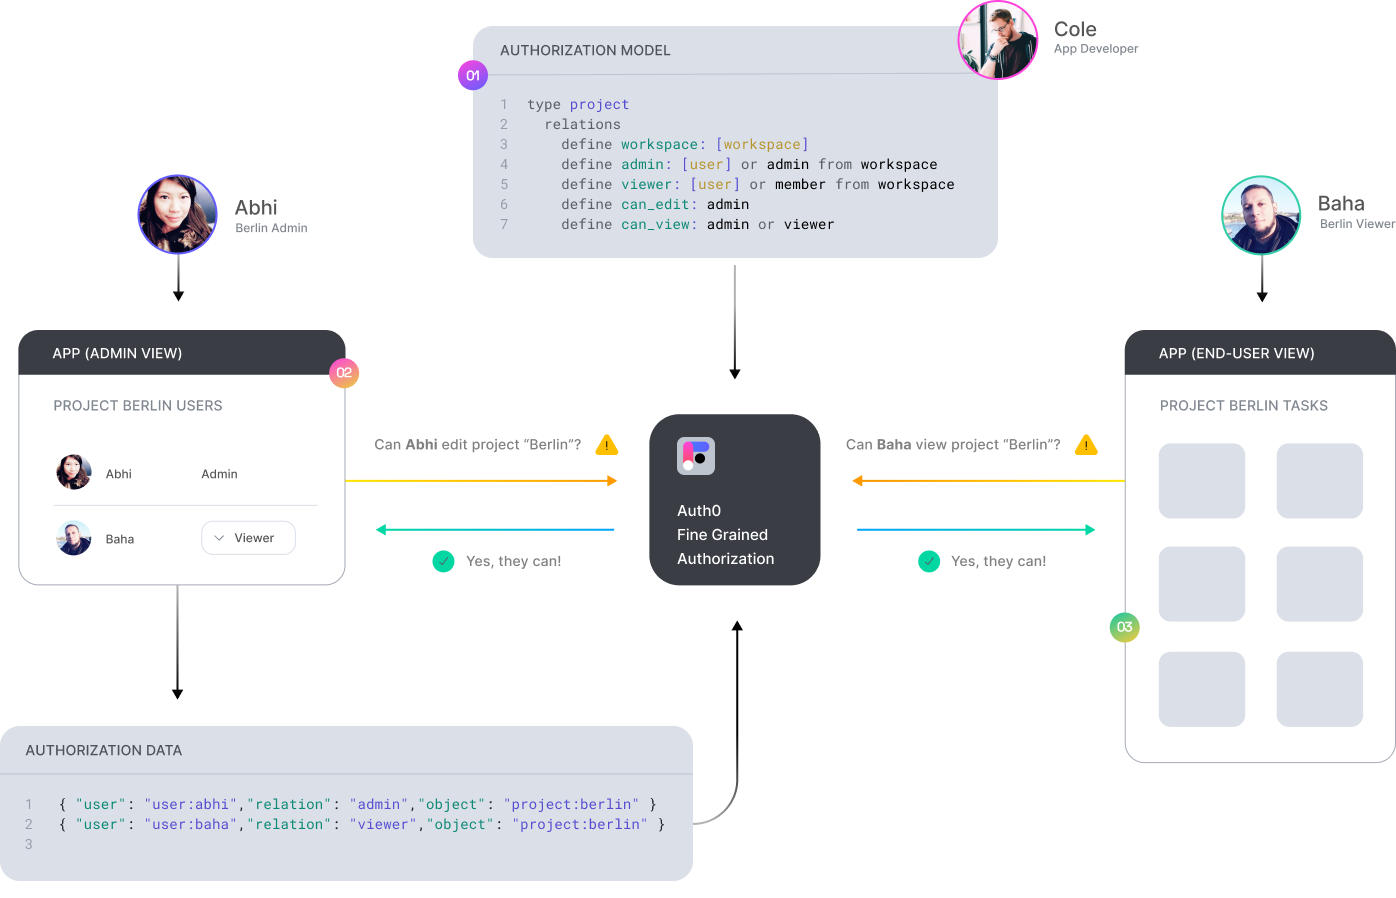 Cole
App Developer
AUTHORIZATION MODEL
01
1 type project
2 relations
3 define workspace: [workspace]
4 define admin: [user] or admin from workspace
5 define viewer: [user] or member from workspace
6 define can_edit: admin
7 define can_view: admin or viewer
Abhi
Berlin Admin
Baha
Berlin Viewer
APP (ADMIN VIEW)
02
PROJECT BERLIN USERS
Abhi Admin
Baha Viewer
Can Abhi edit project “Berlin”? !
Yes, they can!
Auth0
Fine Grained
Authorization
Can Baha view project “Berlin”? !
Yes, they can!
APP (END-USER VIEW)
PROJECT BERLIN TASKS
03
AUTHORIZATION DATA
1 { "user": "user:abhi","relation": "admin","object": "project:berlin" }
2 { "user": "user:baha","relation": "viewer","object": "project:berlin" }
3